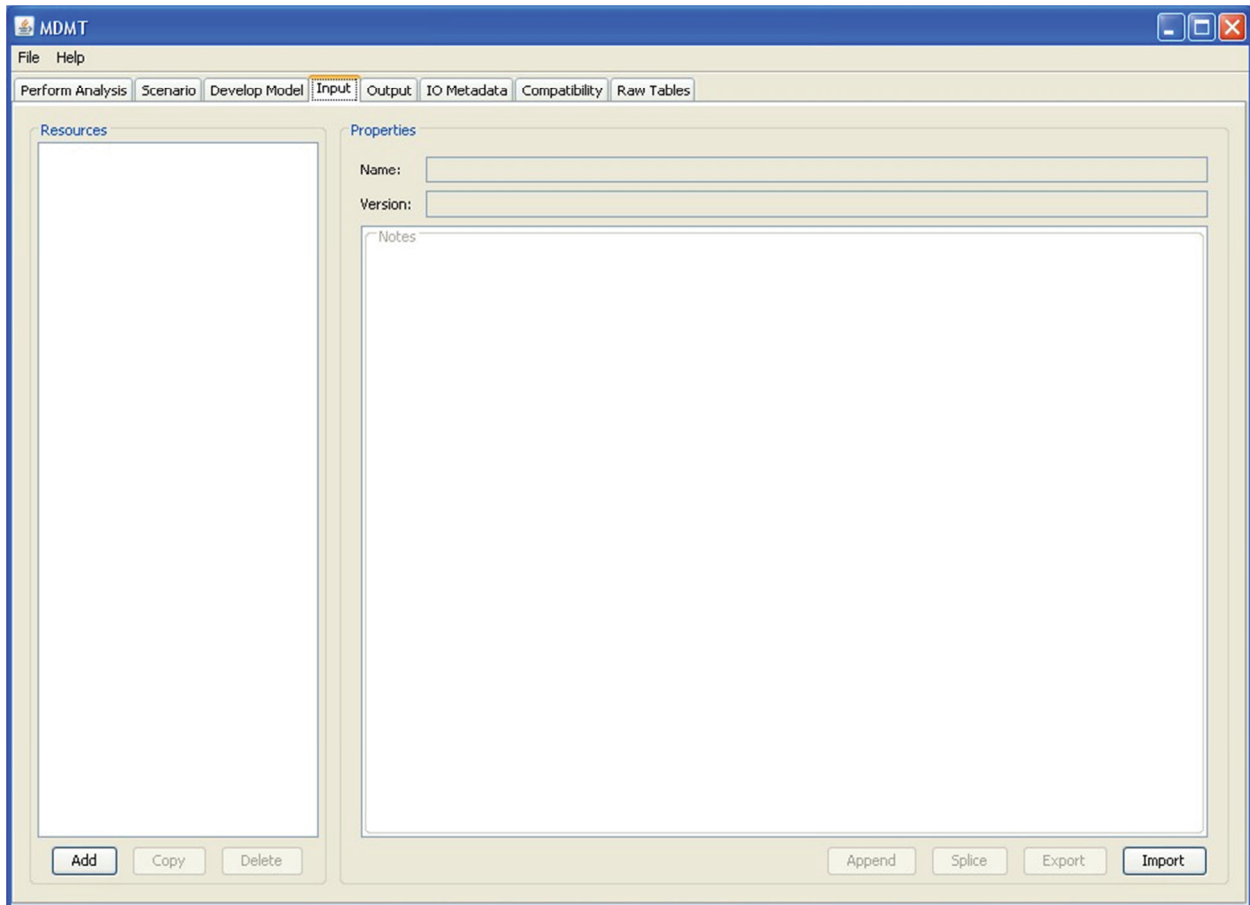 MDMT
File Help
Perform Analysis Scenario Develop Model Input Output IO Metadata Compatibility Raw Tables
Resources
Properties
Name:
Version:
Notes
Add Copy Delete
Append Splice Export Import